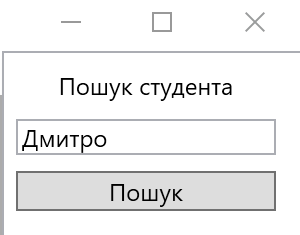 Пошук студента
Дмитро
Пошук